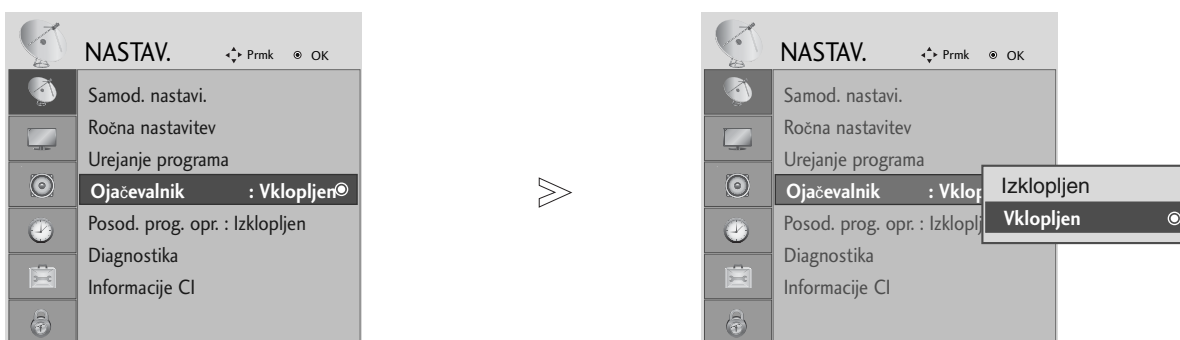 NASTAV. Prmk OK
Samod. nastavi.
Ročna nastavitev
Urejanje programa
Ojačevalnik : Vklopljen
Posod. prog. opr. : Izklopljen
Diagnostika
Informacije CI
NASTAV. Prmk OK
Samod. nastavi.
Ročna nastavitev
Urejanje programa
Ojačevalnik : Vklop
Posod. prog. opr. : Izkloplj
Diagnostika
Informacije CI
Izklopljen
Vklopljen